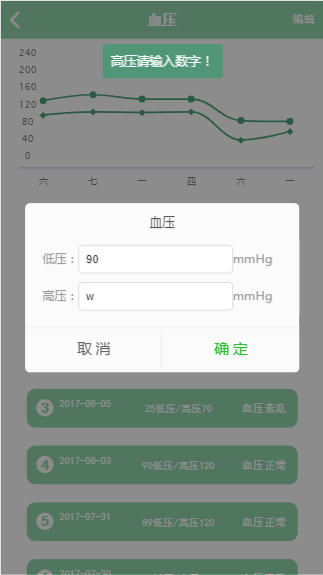 血压
编辑
高压请输入数字！
240
200
160
120
80
40
0
六 七 一 四 六 一
血压
低压：90mmHg
高压：wmmHg
取消 确定
3 2017-08-05 25低压/高压70 血压紊乱
4 2017-08-03 90低压/高压120 血压正常
5 2017-07-31 89低压/高压120 血压正常
2017-07-30